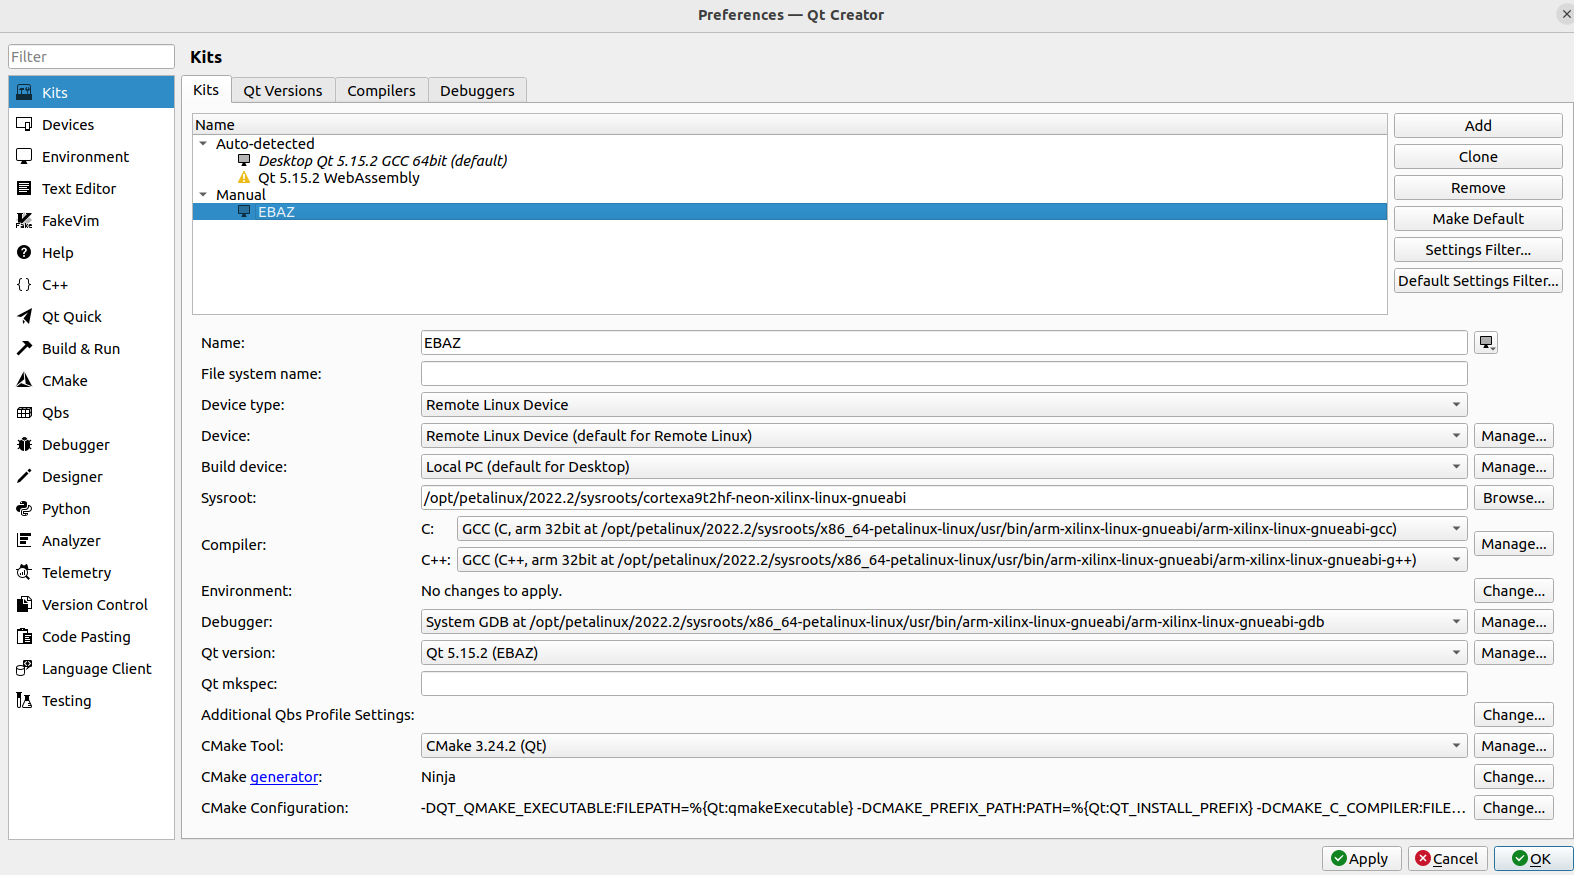 Preferences — Qt Creator
Filter
Kits
Devices
Environment
Text Editor
FakeVim
Help
C++
Qt Quick
Build & Run
CMake
Qbs
Debugger
Designer
Python
Analyzer
Telemetry
Version Control
Code Pasting
Language Client
Testing
Kits
Kits Qt Versions Compilers Debuggers
Name
Auto-detected
Desktop Qt 5.15.2 GCC 64bit (default)
Qt 5.15.2 WebAssembly
Manual
EBAZ
Add
Clone
Remove
Make Default
Settings Filter...
Default Settings Filter...
Name: EBAZ
File system name:
Device type: Remote Linux Device
Device: Remote Linux Device (default for Remote Linux) Manage...
Build device: Local PC (default for Desktop) Manage...
Sysroot: /opt/petalinux/2022.2/sysroots/cortexa9t2hf-neon-xilinx-linux-gnueabi Browse...
Compiler:
C: GCC (C, arm 32bit at /opt/petalinux/2022.2/sysroots/x86_64-petalinux-linux/usr/bin/arm-xilinx-linux-gnueabi/arm-xilinx-linux-gnueabi-gcc)
Manage...
C++: GCC (C++, arm 32bit at /opt/petalinux/2022.2/sysroots/x86_64-petalinux-linux/usr/bin/arm-xilinx-linux-gnueabi/arm-xilinx-linux-gnueabi-g++)
Environment: No changes to apply. Change...
Debugger: System GDB at /opt/petalinux/2022.2/sysroots/x86_64-petalinux-linux/usr/bin/arm-xilinx-linux-gnueabi/arm-xilinx-linux-gnueabi-gdb Manage...
Qt version: Qt 5.15.2 (EBAZ) Manage...
Qt mkspec:
Additional Qbs Profile Settings: Change...
CMake Tool: CMake 3.24.2 (Qt) Manage...
CMake generator: Ninja Change...
CMake Configuration: -DQT_QMAKE_EXECUTABLE:FILEPATH=%{Qt:qmakeExecutable} -DCMAKE_PREFIX_PATH:PATH=%{Qt:QT_INSTALL_PREFIX} -DCMAKE_C_COMPILER:FILE... Change...
Apply Cancel OK